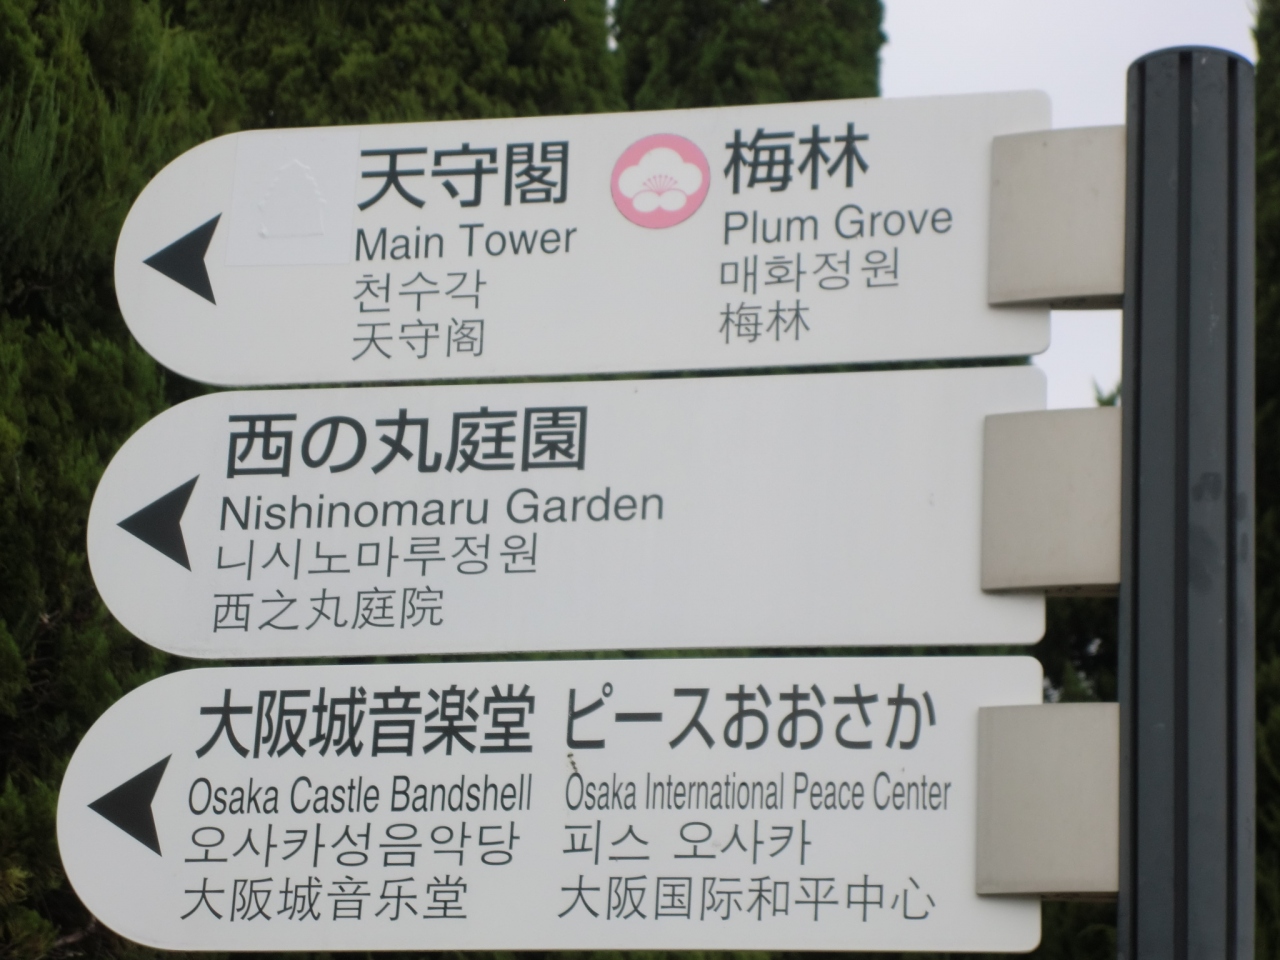 天守閣
Main Tower
천수각
天守阁
梅林
Plum Grove
매화정원
梅林
西の丸庭園
Nishinomaru Garden
니시노마루정원
西之丸庭院
大阪城音楽堂
Osaka Castle Bandshell
오사카성음악당
大阪城音乐堂
ピースおおさか
Osaka International Peace Center
피스 오사카
大阪国际和平中心